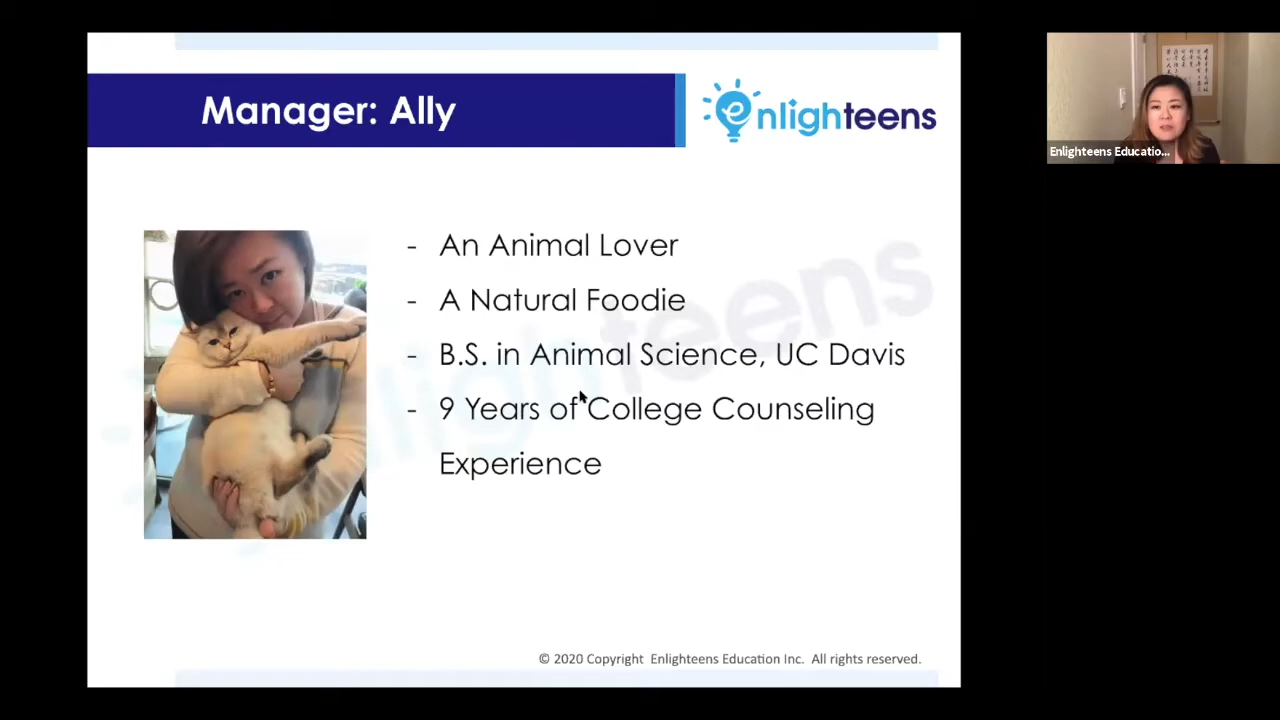 Manager: Ally
enlighteens
- An Animal Lover
- A Natural Foodie
- B.S. in Animal Science, UC Davis
- 9 Years of College Counseling
Experience
© 2020 Copyright Enlighteens Education Inc. All rights reserved.
Enlighteens Educatio...